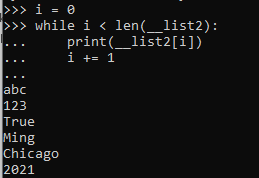 >>> i = 0
>>> while i < len(__list2):
...     print(__list2[i])
...     i += 1
...
abc
123
True
Ming
Chicago
2021